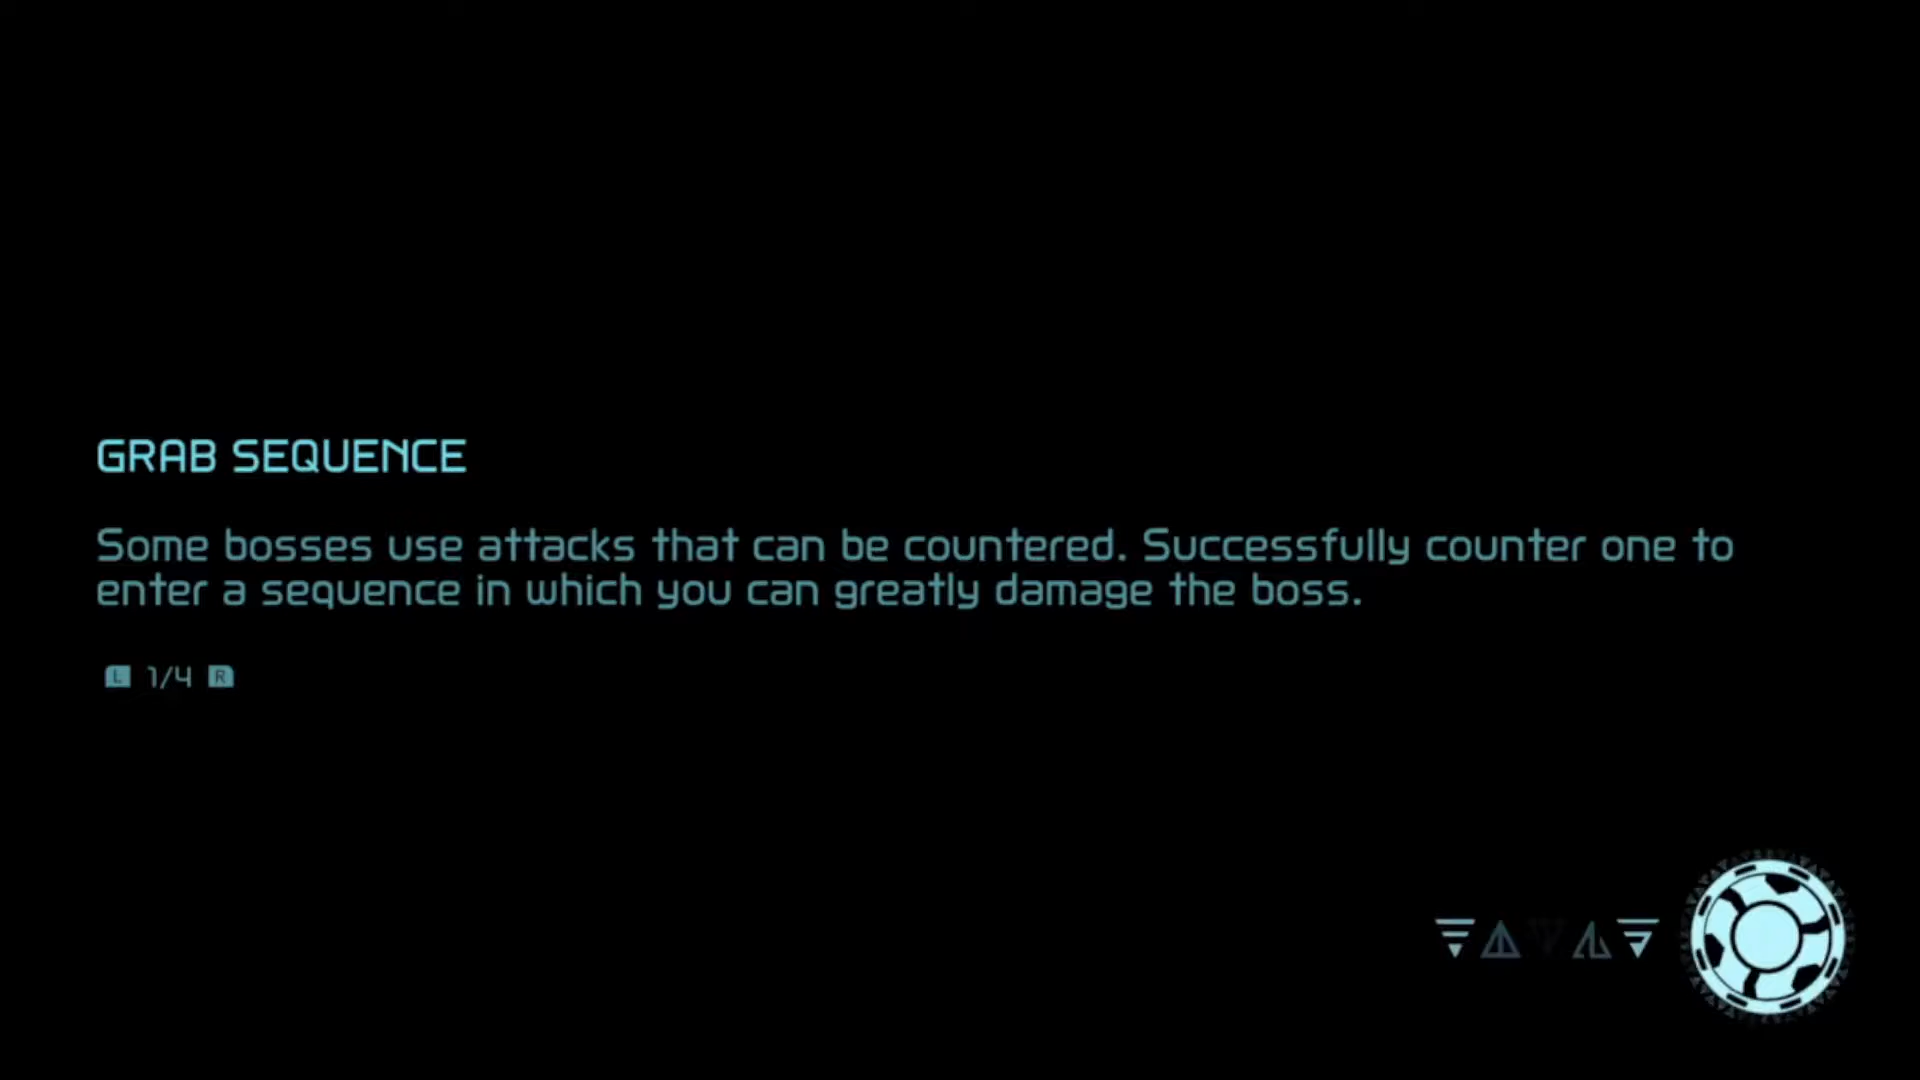 GRAB SEQUENCE
Some bosses use attacks that can be countered. Successfully counter one to
enter a sequence in which you can greatly damage the boss.
L 1/4 R